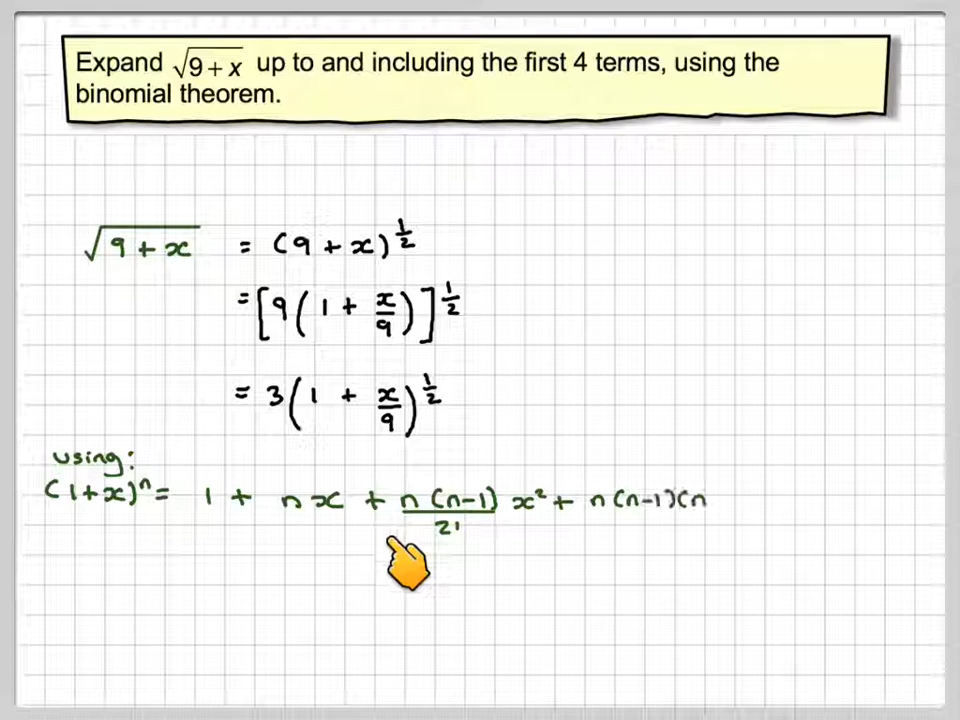 Expand √9 + x up to and including the first 4 terms, using the
binomial theorem.
√9 + x = (9 + x)^½
= [9(1 + x/9)]^½
= 3(1 + x/9)^½
using:
(1+x)^n = 1 + nx + n(n-1)/2! x² + n(n-1)(n